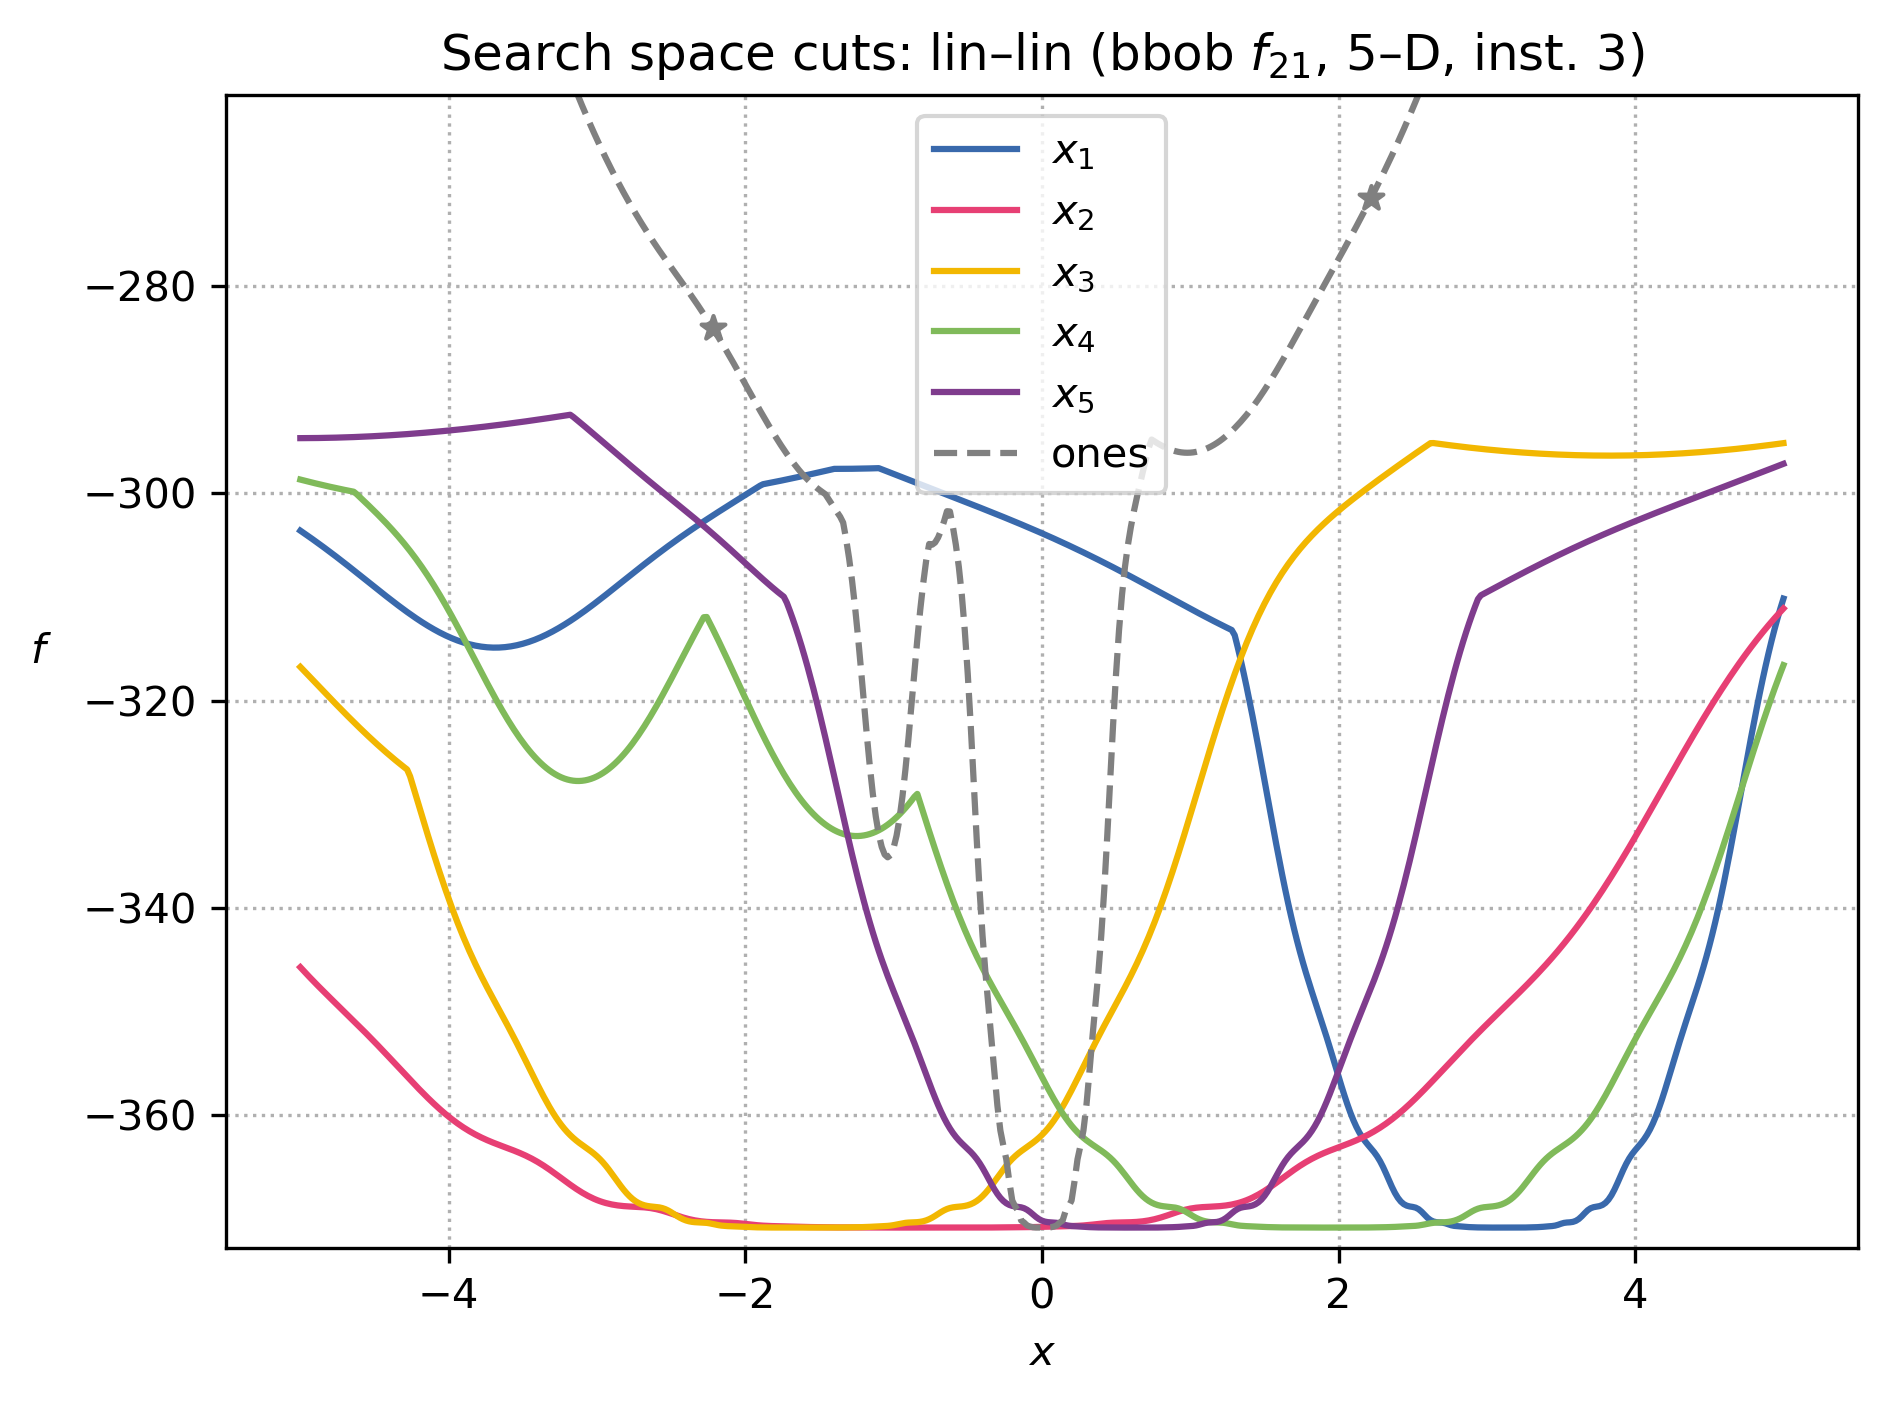 Search space cuts: lin–lin (bbob f₂₁, 5–D, inst. 3)
x₁
x₂
x₃
x₄
x₅
ones
f
−280
−300
−320
−340
−360
−4 −2 0 2 4
x